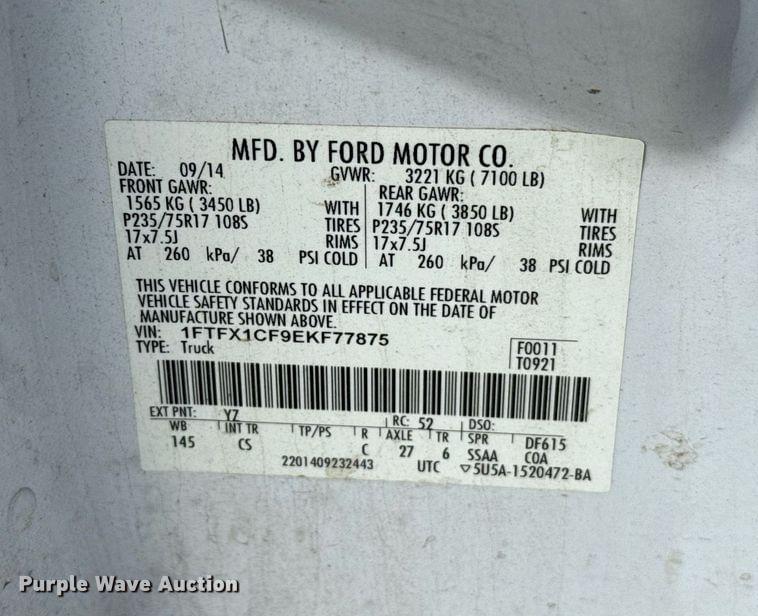 MFD. BY FORD MOTOR CO.
DATE: 09/14 GVWR: 3221 KG ( 7100 LB)
FRONT GAWR: REAR GAWR:
1565 KG ( 3450 LB) WITH 1746 KG ( 3850 LB) WITH
P235/75R17 108S TIRES P235/75R17 108S TIRES
17x7.5J RIMS 17x7.5J RIMS
AT 260 kPa/ 38 PSI COLD AT 260 kPa/ 38 PSI COLD
THIS VEHICLE CONFORMS TO ALL APPLICABLE FEDERAL MOTOR
VEHICLE SAFETY STANDARDS IN EFFECT ON THE DATE OF
MANUFACTURE SHOWN ABOVE.
VIN: 1FTFX1CF9EKF77875
TYPE: Truck
F0011
T0921
EXT PNT: YZ RC: 52 DSO:
WB INT TR TP/PS R AXLE TR SPR DF615
145 CS C 27 6 SSAA COA
2201409232443 UTC ▽5U5A-1520472-BA
Purple Wave Auction